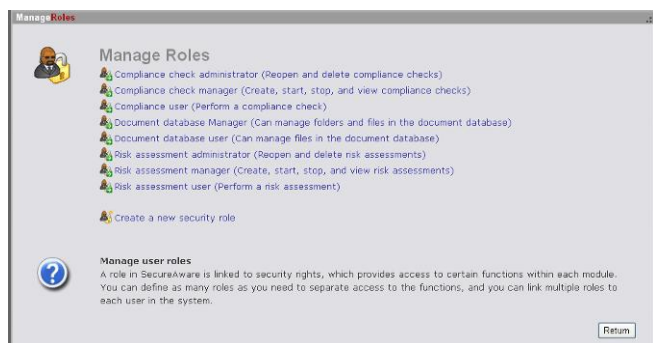 ManageRoles
Manage Roles
Compliance check administrator (Reopen and delete compliance checks)
Compliance check manager (Create, start, stop, and view compliance checks)
Compliance user (Perform a compliance check)
Document database Manager (Can manage folders and files in the document database)
Document database user (Can manage files in the document database)
Risk assessment administrator (Reopen and delete risk assessments)
Risk assessment manager (Create, start, stop, and view risk assessments)
Risk assessment user (Perform a risk assessment)
Create a new security role
Manage user roles
A role in SecureAware is linked to security rights, which provides access to certain functions within each module.
You can define as many roles as you need to separate access to the functions, and you can link multiple roles to
each user in the system.
Return